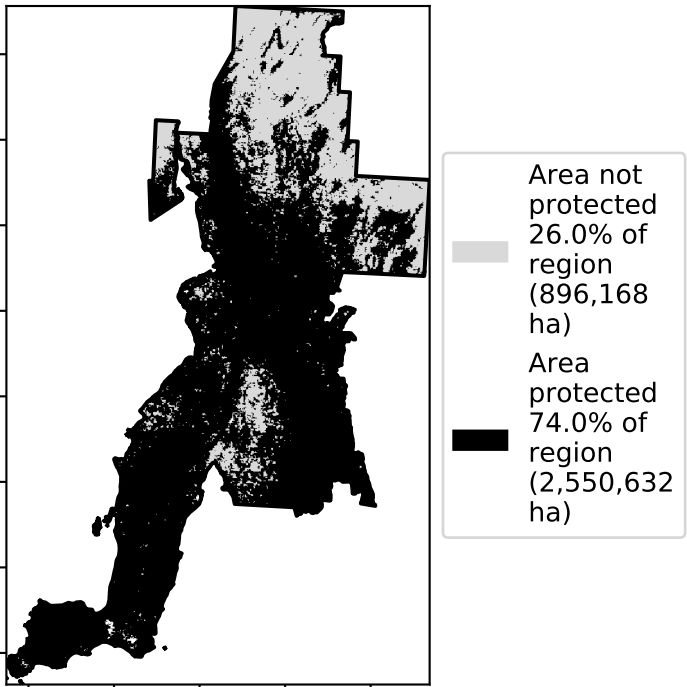 Area not
protected
26.0% of
region
(896,168
ha)
Area
protected
74.0% of
region
(2,550,632
ha)